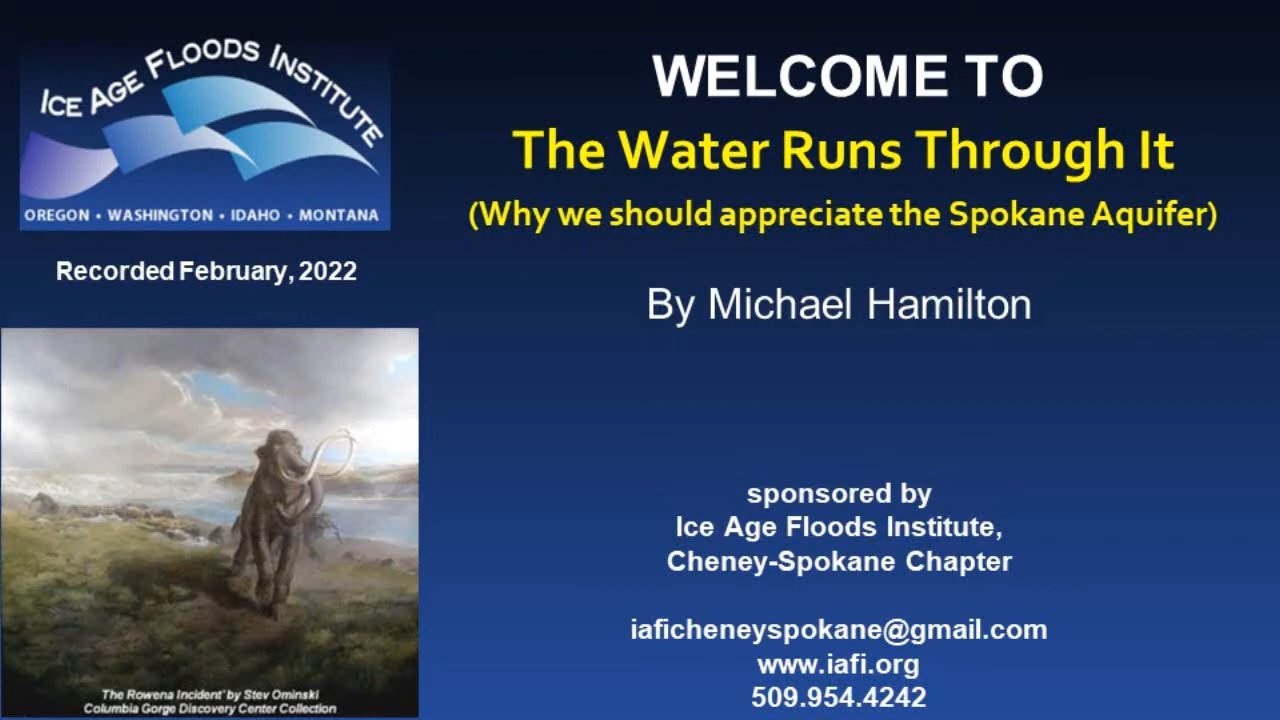 ICE AGE FLOODS INSTITUTE
OREGON • WASHINGTON • IDAHO • MONTANA
Recorded February, 2022
WELCOME TO
The Water Runs Through It
(Why we should appreciate the Spokane Aquifer)
By Michael Hamilton
sponsored by
Ice Age Floods Institute,
Cheney-Spokane Chapter
iaficheneyspokane@gmail.com
www.iafi.org
509.954.4242
The Rowena Incident' by Stev Ominski
Columbia Gorge Discovery Center Collection